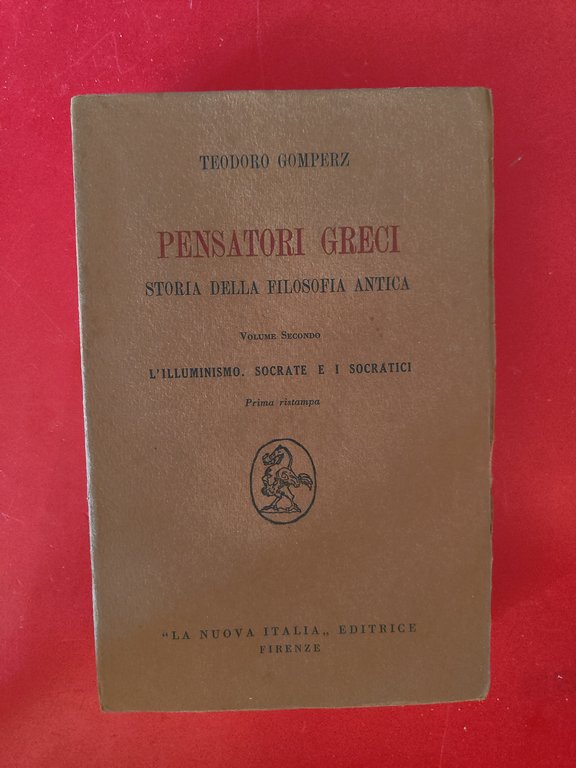 TEODORO GOMPERZ
PENSATORI GRECI
STORIA DELLA FILOSOFIA ANTICA
VOLUME SECONDO
L'ILLUMINISMO. SOCRATE E I SOCRATICI
Prima ristampa
"LA NUOVA ITALIA„ EDITRICE
FIRENZE